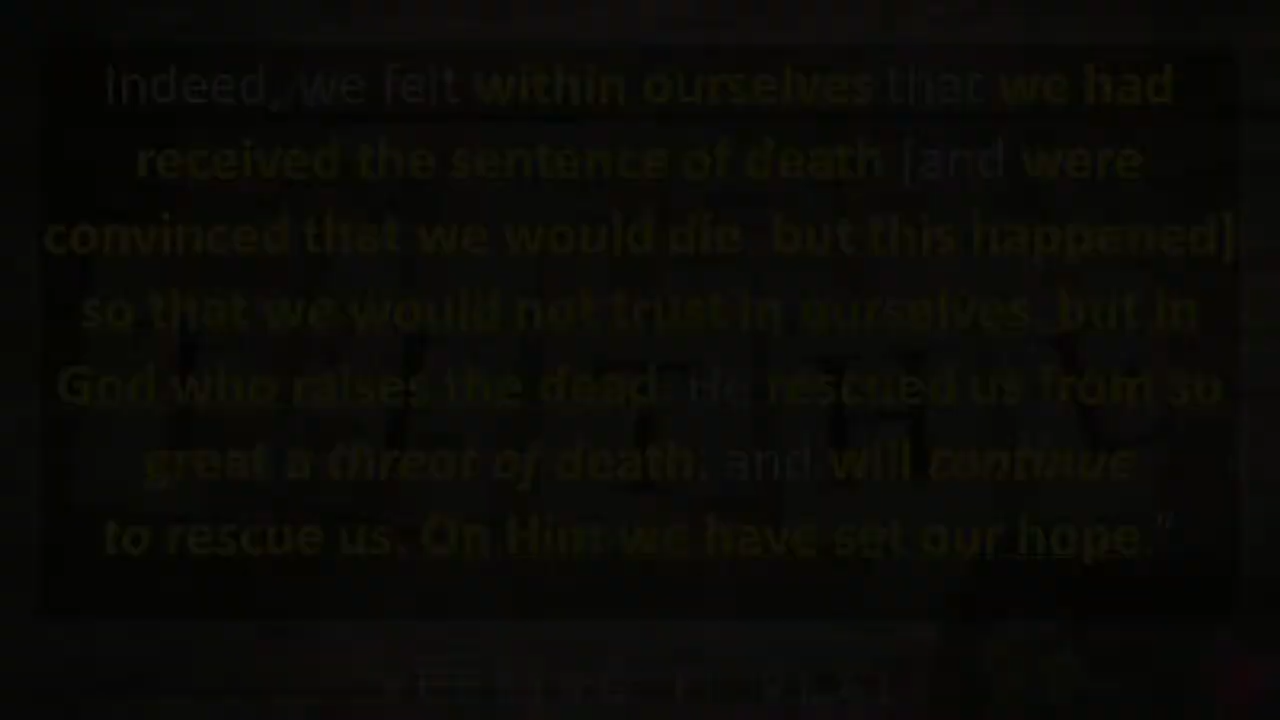 Indeed, we felt within ourselves that we had
received the sentence of death [and were
convinced that we would die, but this happened]
so that we would not trust in ourselves, but in
God who raises the dead. He rescued us from so
great a threat of death, and will continue
to rescue us. On Him we have set our hope."